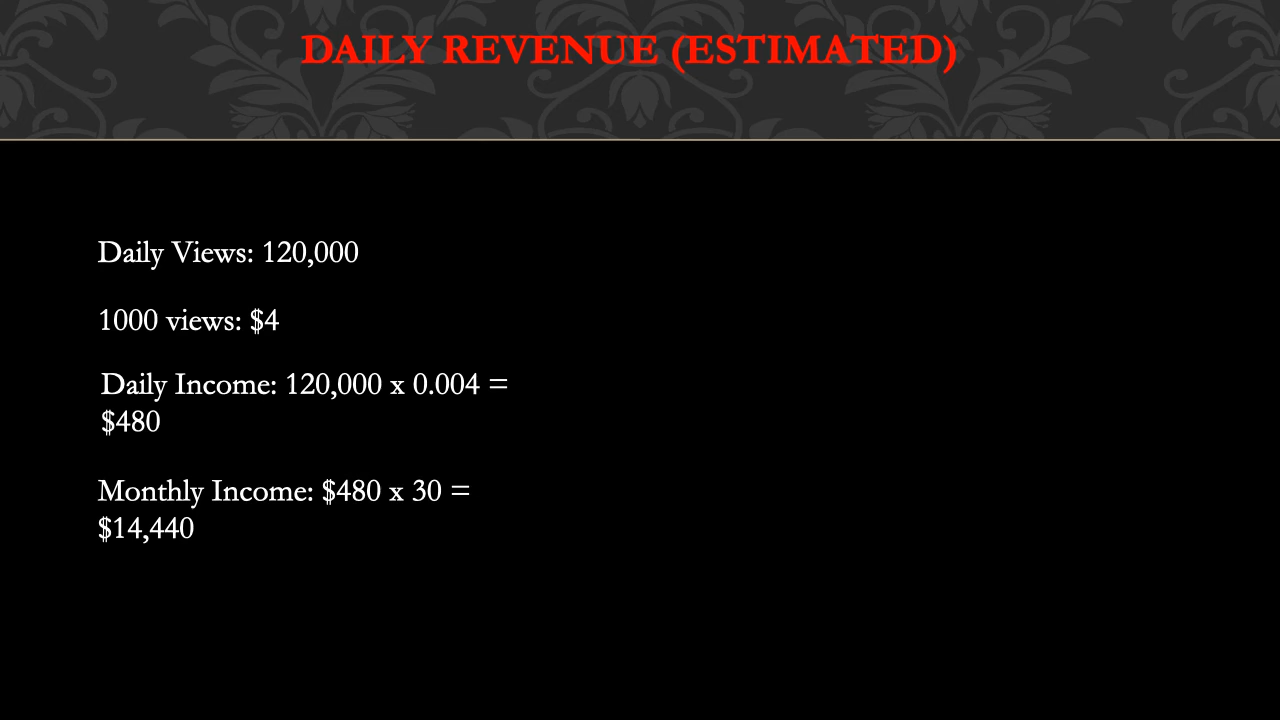 DAILY REVENUE (ESTIMATED)
Daily Views: 120,000
1000 views: $4
Daily Income: 120,000 x 0.004 =
$480
Monthly Income: $480 x 30 =
$14,440